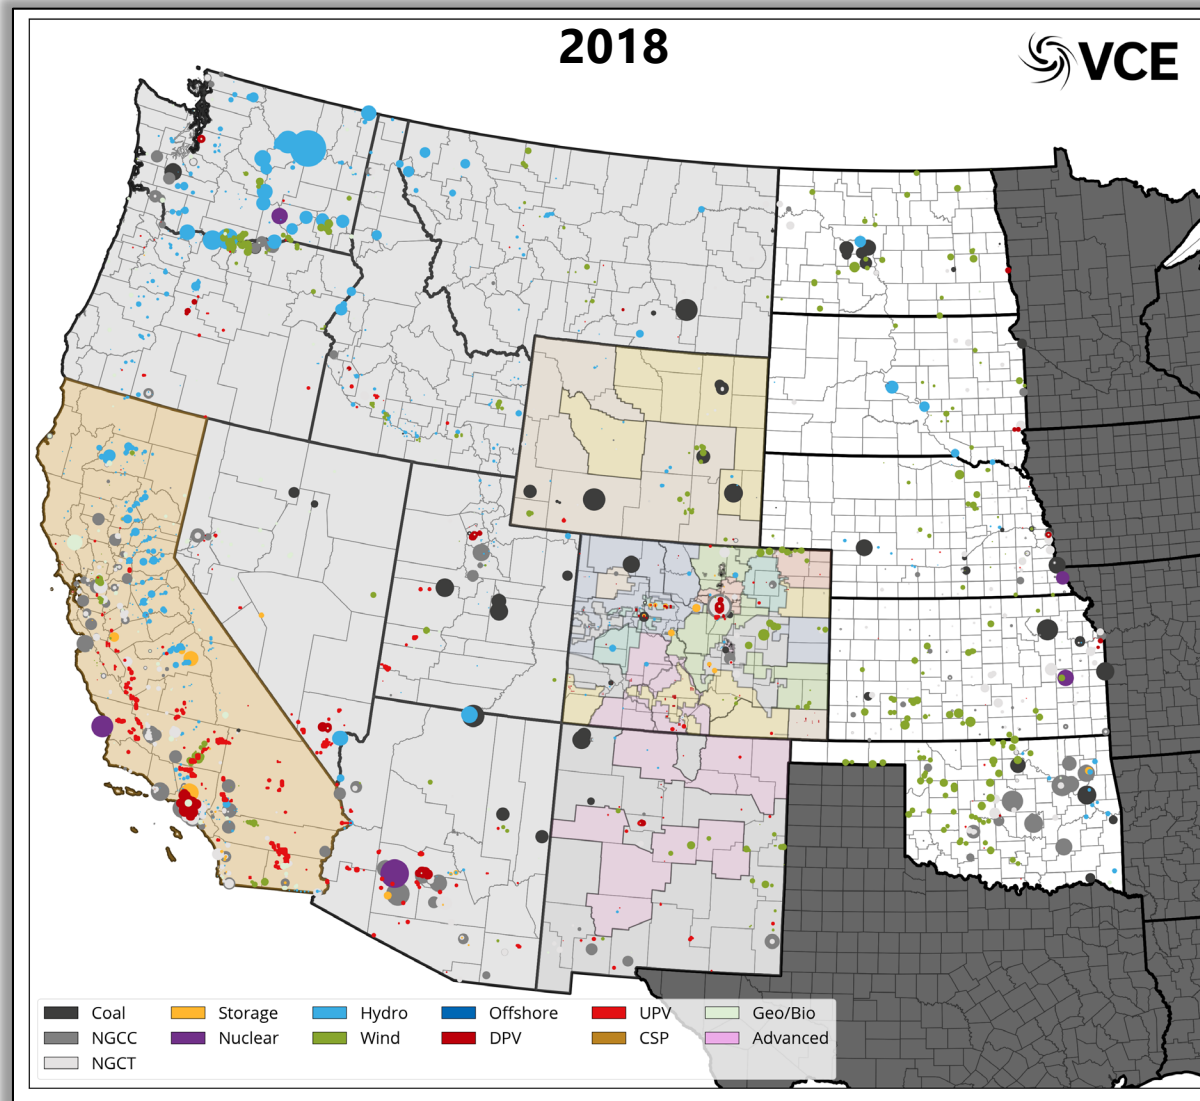 2018
VCE
Coal Storage Hydro Offshore UPV Geo/Bio
NGCC Nuclear Wind DPV CSP Advanced
NGCT